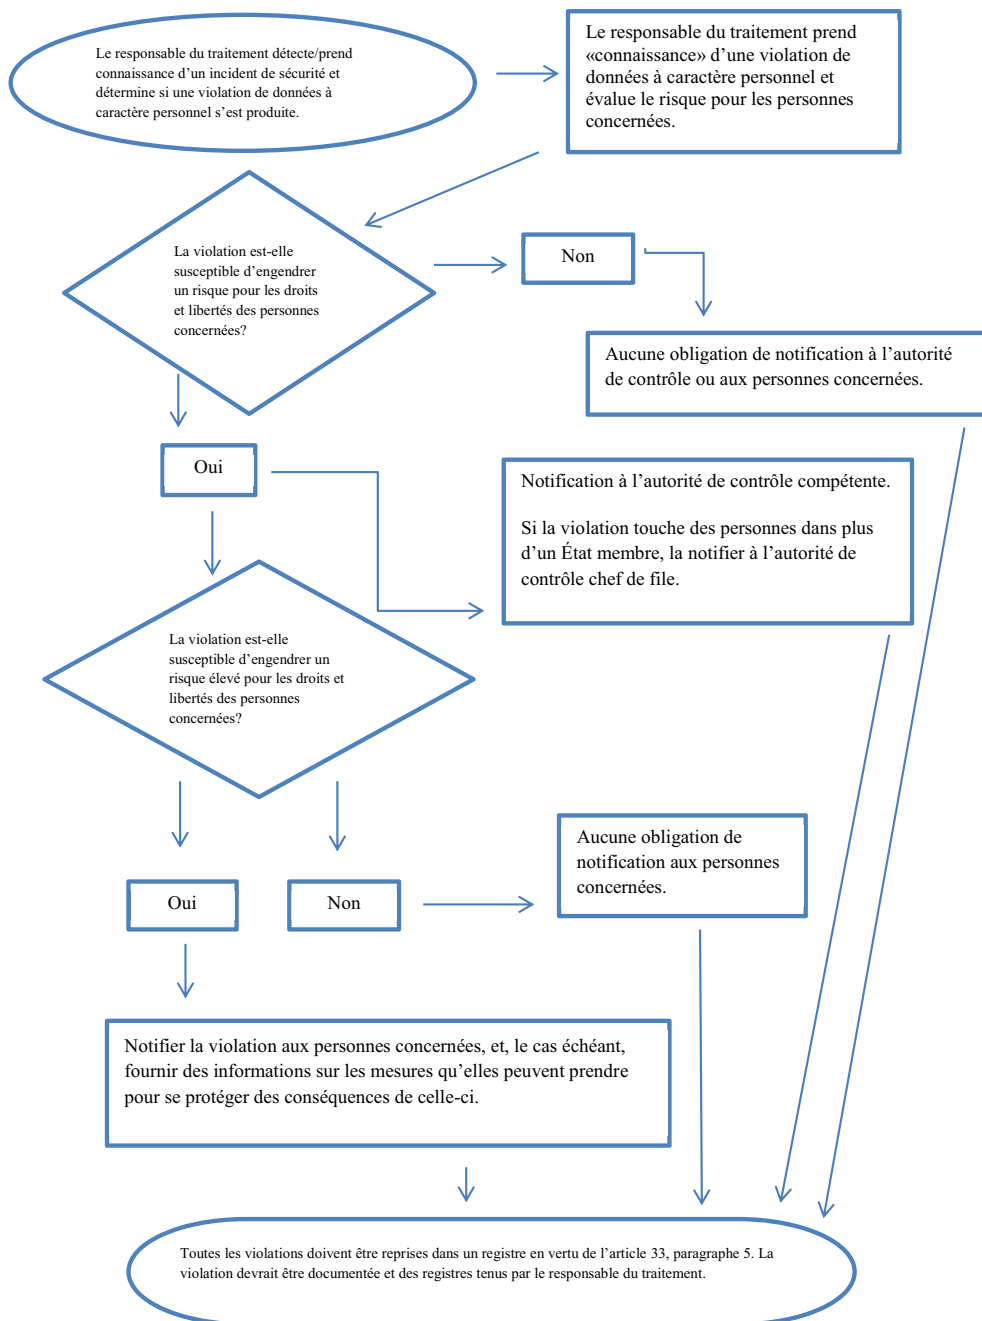 Le responsable du traitement détecte/prend
connaissance d’un incident de sécurité et
détermine si une violation de données à
caractère personnel s’est produite.
Le responsable du traitement prend
«connaissance» d’une violation de
données à caractère personnel et
évalue le risque pour les personnes
concernées.
La violation est-elle
susceptible d’engendrer
un risque pour les droits
et libertés des personnes
concernées?
Non
Aucune obligation de notification à l’autorité
de contrôle ou aux personnes concernées.
Oui
Notification à l’autorité de contrôle compétente.
Si la violation touche des personnes dans plus
d’un État membre, la notifier à l’autorité de
contrôle chef de file.
La violation est-elle
susceptible d’engendrer un
risque élevé pour les droits et
libertés des personnes
concernées?
Aucune obligation de
notification aux personnes
concernées.
Oui
Non
Notifier la violation aux personnes concernées, et, le cas échéant,
fournir des informations sur les mesures qu’elles peuvent prendre
pour se protéger des conséquences de celle-ci.
Toutes les violations doivent être reprises dans un registre en vertu de l’article 33, paragraphe 5. La
violation devrait être documentée et des registres tenus par le responsable du traitement.